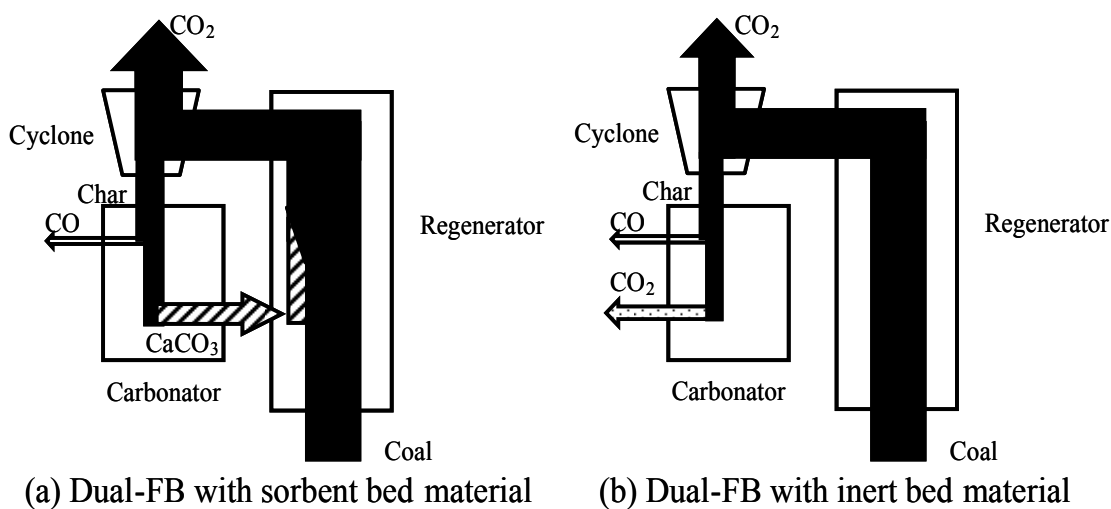 CO2
Cyclone
Char
CO
Regenerator
CaCO3
Carbonator
Coal
(a) Dual-FB with sorbent bed material
CO2
Cyclone
Char
CO
Regenerator
CO2
Carbonator
Coal
(b) Dual-FB with inert bed material